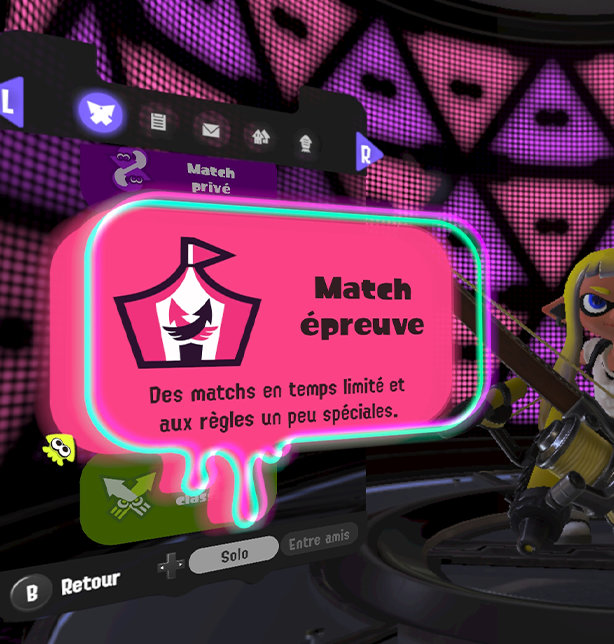 L
R
Match
privé
Match
épreuve
Des matchs en temps limité et
aux règles un peu spéciales.
Solo
Entre amis
B Retour